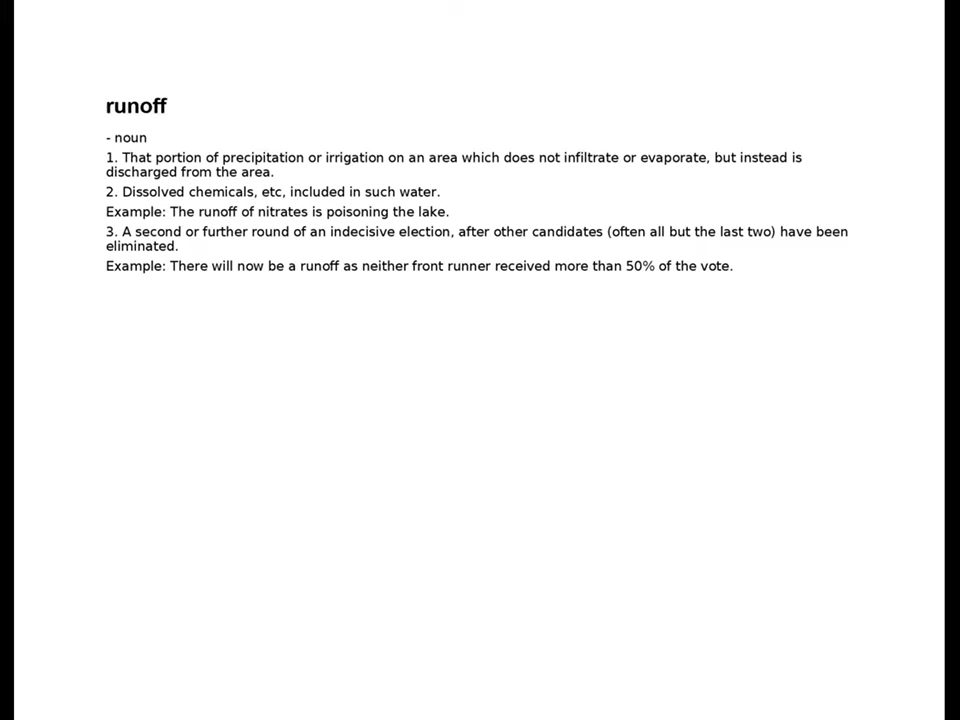 runoff
- noun
1. That portion of precipitation or irrigation on an area which does not infiltrate or evaporate, but instead is
discharged from the area.
2. Dissolved chemicals, etc, included in such water.
Example: The runoff of nitrates is poisoning the lake.
3. A second or further round of an indecisive election, after other candidates (often all but the last two) have been
eliminated.
Example: There will now be a runoff as neither front runner received more than 50% of the vote.